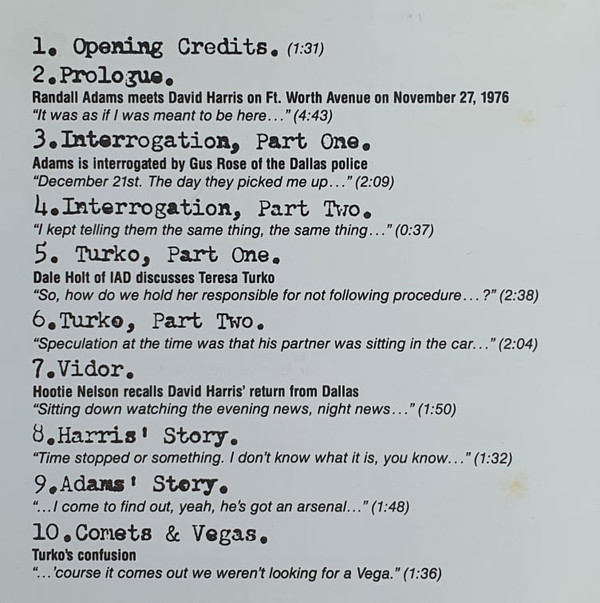 1. Opening Credits. (1:31)
2.Prologue.
Randall Adams meets David Harris on Ft. Worth Avenue on November 27, 1976
“It was as if I was meant to be here…” (4:43)
3.Interrogation, Part One.
Adams is interrogated by Gus Rose of the Dallas police
“December 21st. The day they picked me up…” (2:09)
4.Interrogation, Part Two.
“I kept telling them the same thing, the same thing…” (0:37)
5. Turko, Part One.
Dale Holt of IAD discusses Teresa Turko
“So, how do we hold her responsible for not following procedure…?” (2:38)
6.Turko, Part Two.
“Speculation at the time was that his partner was sitting in the car…” (2:04)
7.Vidor.
Hootie Nelson recalls David Harris’ return from Dallas
“Sitting down watching the evening news, night news…” (1:50)
8.Harris' Story.
“Time stopped or something. I don’t know what it is, you know…” (1:32)
9.Adams' Story.
“…I come to find out, yeah, he’s got an arsenal…” (1:48)
10.Comets & Vegas.
Turko’s confusion
“…’course it comes out we weren’t looking for a Vega.” (1:36)